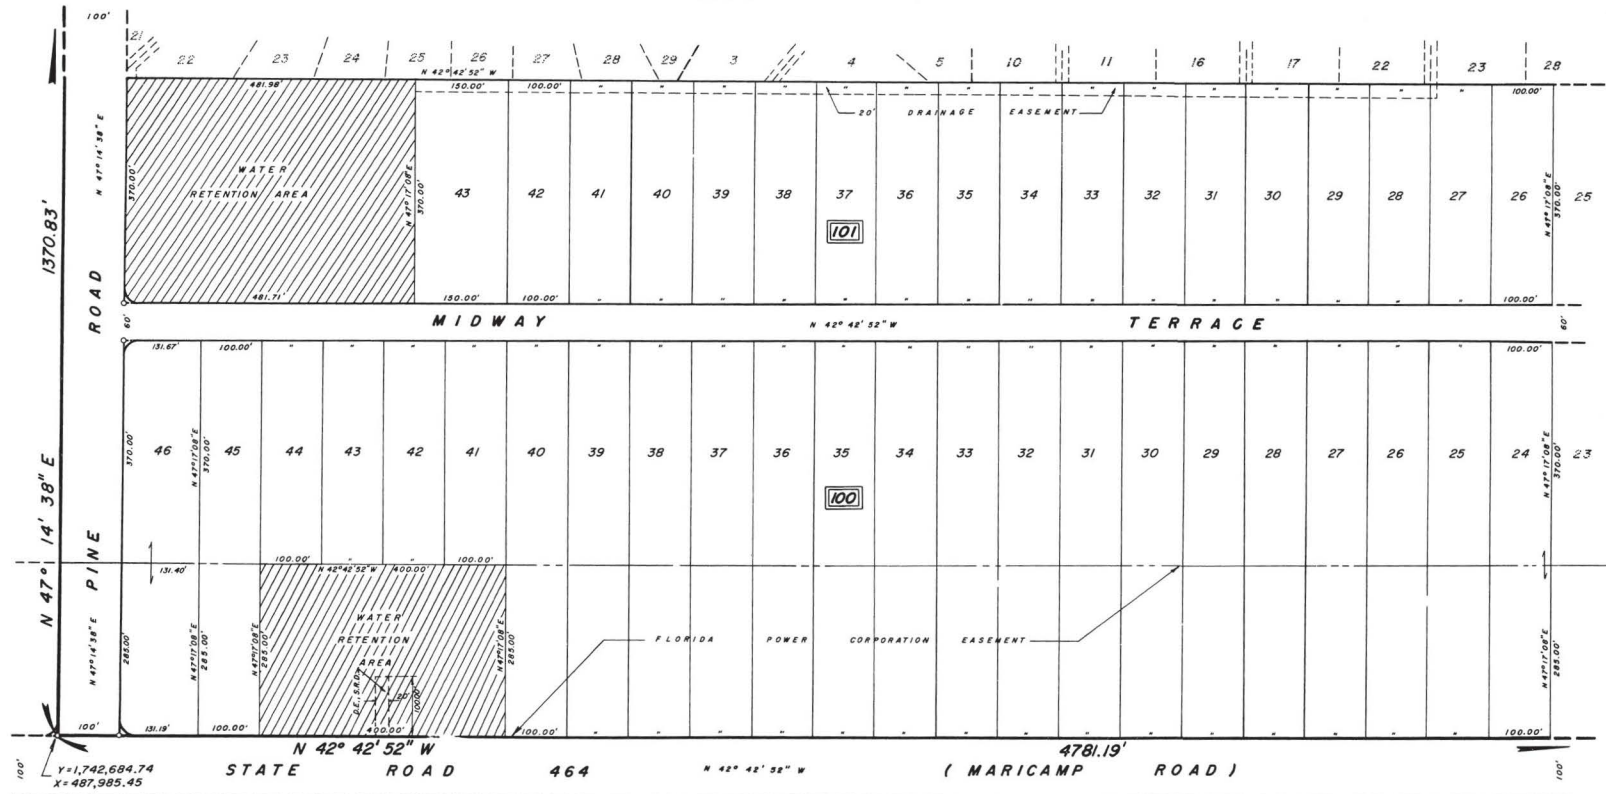 100'
21 22 23 24 25 26 27 28 29 3 4 5 10 11 16 17 22 23 28
N 42° 42' 52" W
481.98' 150.00' 100.00' " " " " " " " " " " " " " " " 100.00'
20' DRAINAGE EASEMENT
N 47° 14' 38" E
370.00'
WATER
RETENTION AREA
N 47° 17' 08" E
370.00'
43 42 41 40 39 38 37 36 35 34 33 32 31 30 29 28 27 26 25
101
N 47° 17' 08" E
370.00'
1370.83'
ROAD
481.71' 150.00' 100.00' " " " " " " " " " " " " " " " 100.00'
60'
MIDWAY N 42° 42' 52" W TERRACE
60'
131.67' 100.00' " " " " " " " " " " " " " " " " " " " " 100.00'
370.00'
N 47° 17' 08" E
370.00'
46 45 44 43 42 41 40 39 38 37 36 35 34 33 32 31 30 29 28 27 26 25 24 23
100
N 47° 17' 08" E
370.00'
N 47° 14' 38" E
PINE
131.40'
100.00' " " 100.00'
N 42° 42' 52" W 400.00'
N 47° 14' 38" E
285.00'
N 47° 17' 08" E
285.00'
N 47° 17' 08" E
285.00'
WATER
RETENTION
AREA
N 47° 17' 08" E
285.00'
FLORIDA POWER CORPORATION EASEMENT
N 47° 17' 08" E
285.00'
20'
100.00'
100' 131.19' 100.00' 400.00' 100.00' " " " " " " " " " " " " " " " 100.00'
N 42° 42' 52" W 4781.19'
100'
Y=1,742,684.74
X=487,985.45
STATE ROAD 464 N 42° 42' 52" W (MARICAMP ROAD)
100'